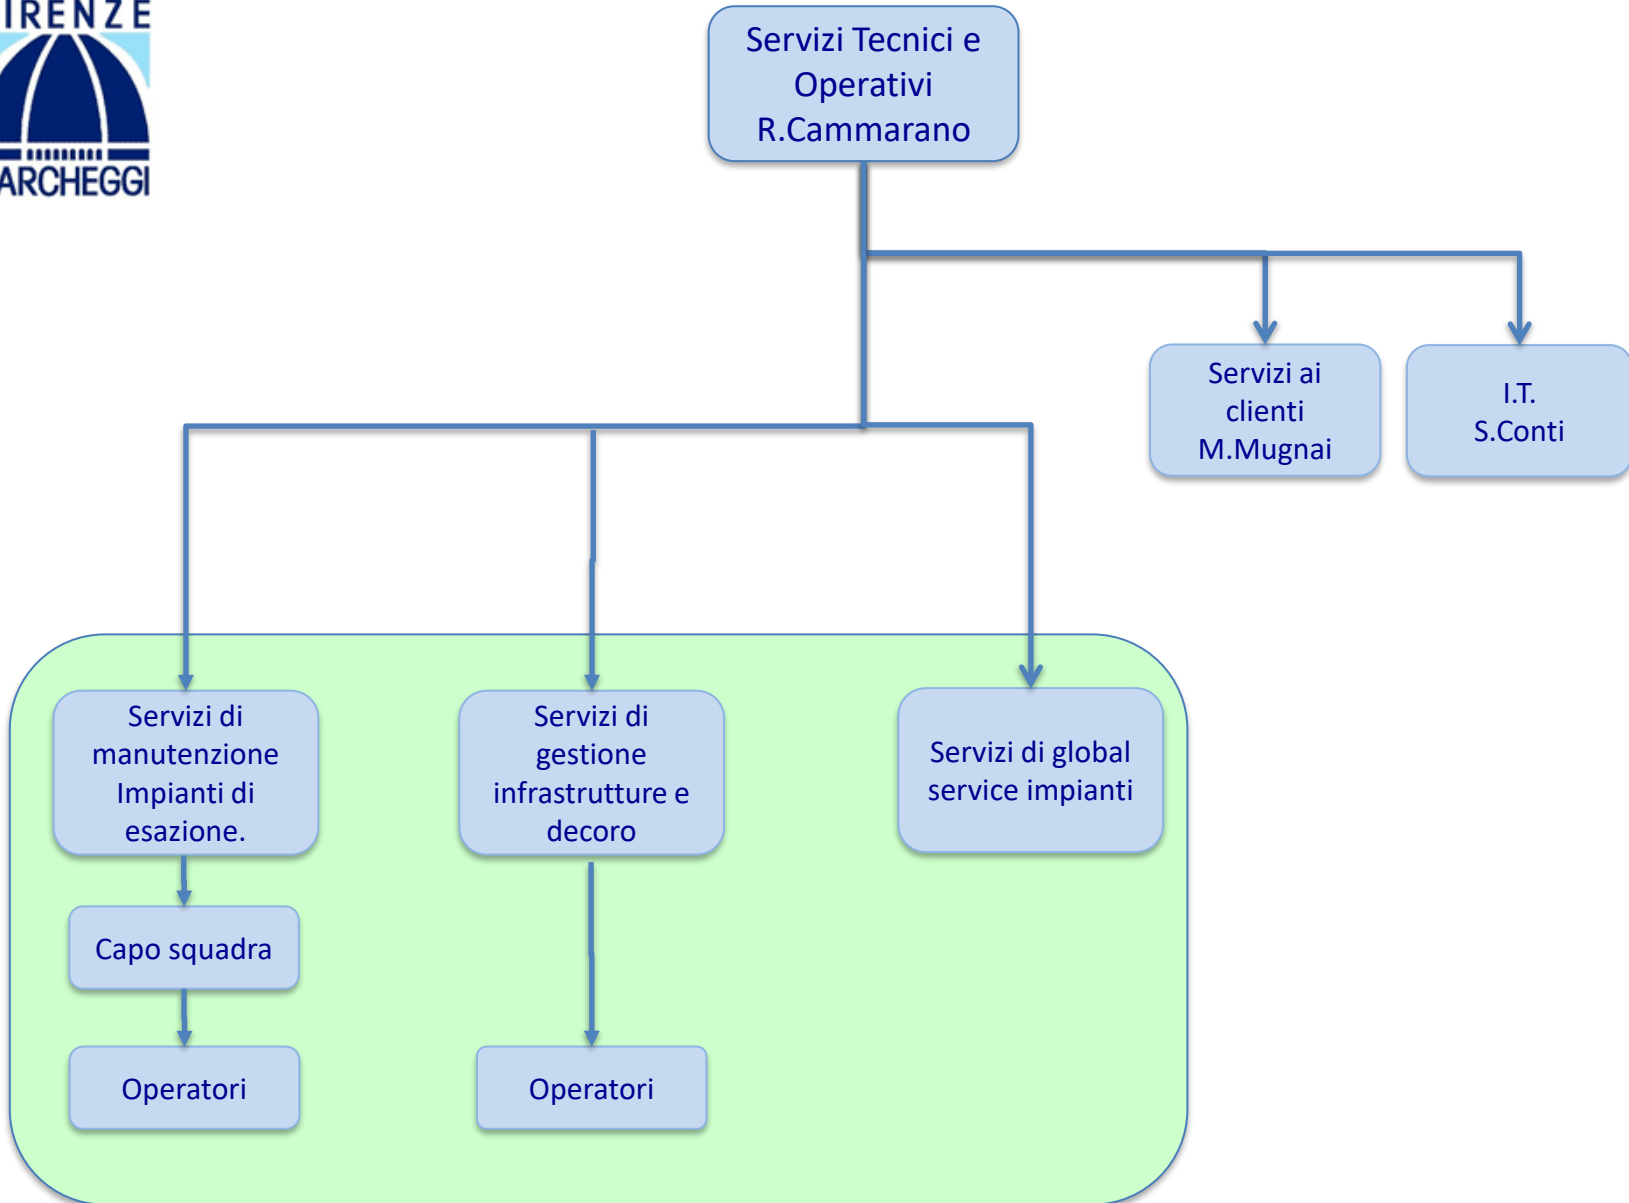 IRENZE
ARCHEGGI
Servizi Tecnici e
Operativi
R.Cammarano
Servizi ai
clienti
M.Mugnai
I.T.
S.Conti
Servizi di
manutenzione
Impianti di
esazione.
Servizi di
gestione
infrastrutture e
decoro
Servizi di global
service impianti
Capo squadra
Operatori
Operatori